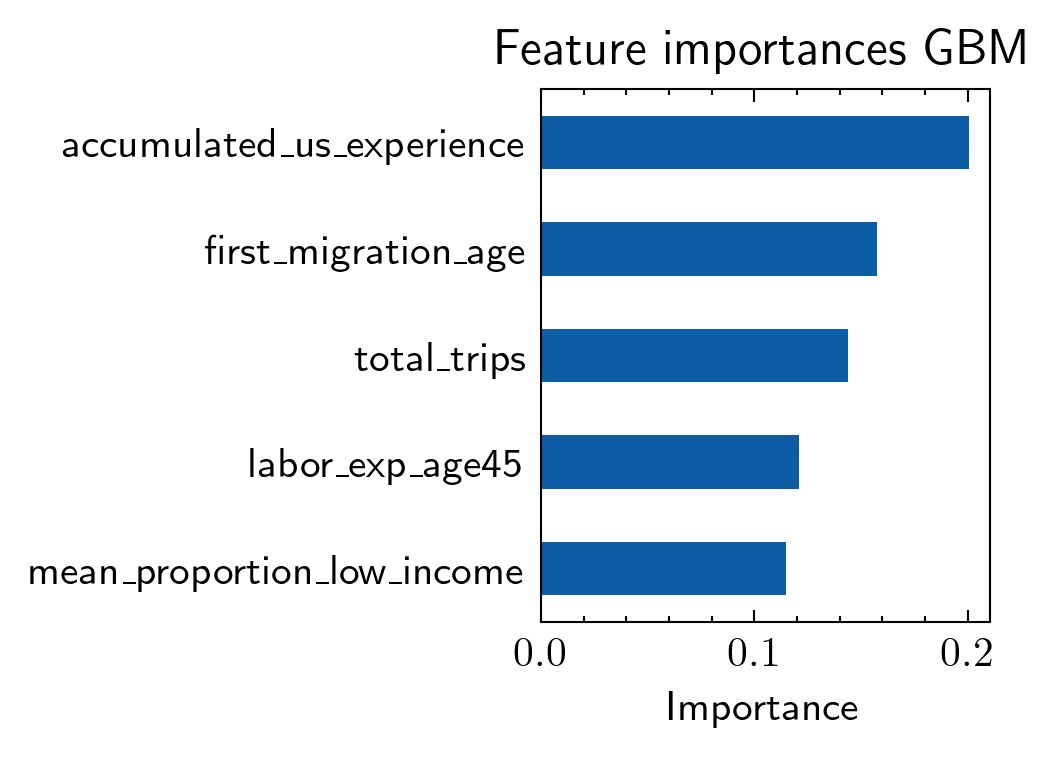 Feature importances GBM
accumulated_us_experience
first_migration_age
total_trips
labor_exp_age45
mean_proportion_low_income
0.0 0.1 0.2
Importance